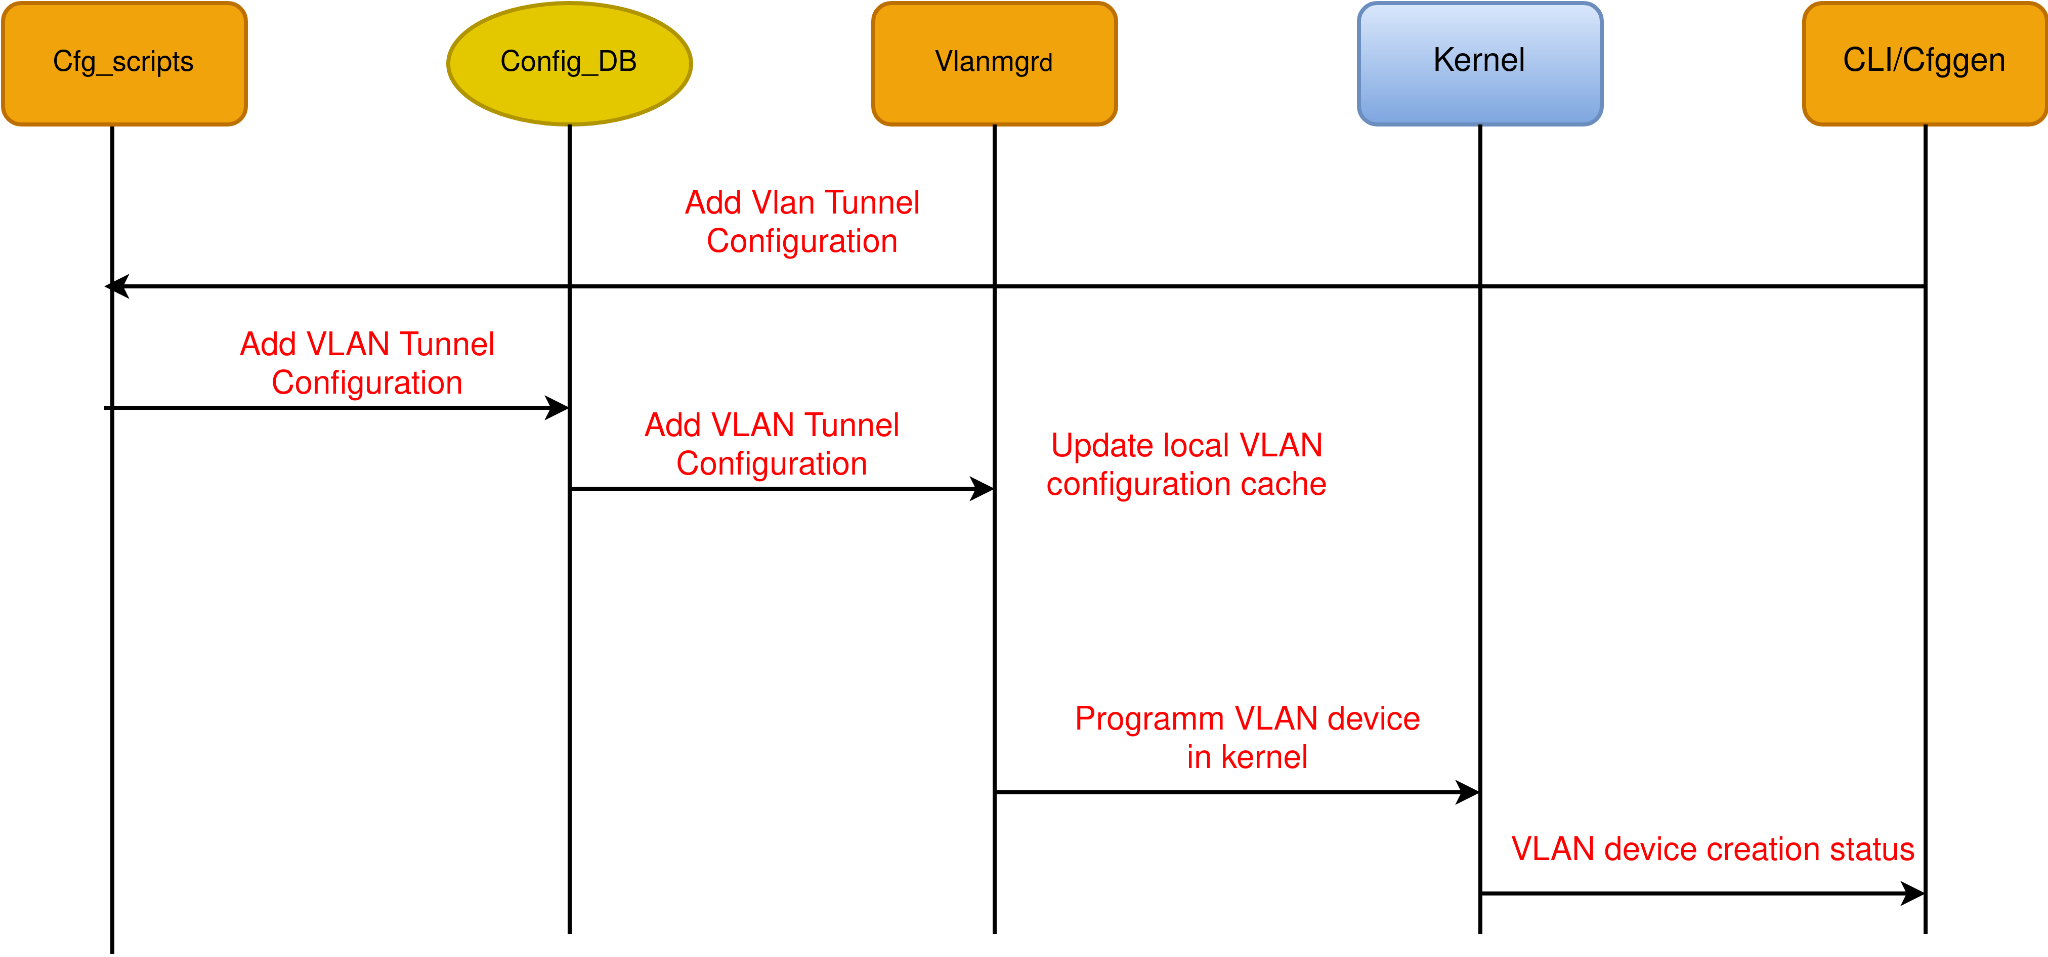 Cfg_scripts
Config_DB
Vlanmgrd
Kernel
CLI/Cfggen
Add Vlan Tunnel
Configuration
Add VLAN Tunnel
Configuration
Add VLAN Tunnel
Configuration
Update local VLAN
configuration cache
Programm VLAN device
in kernel
VLAN device creation status